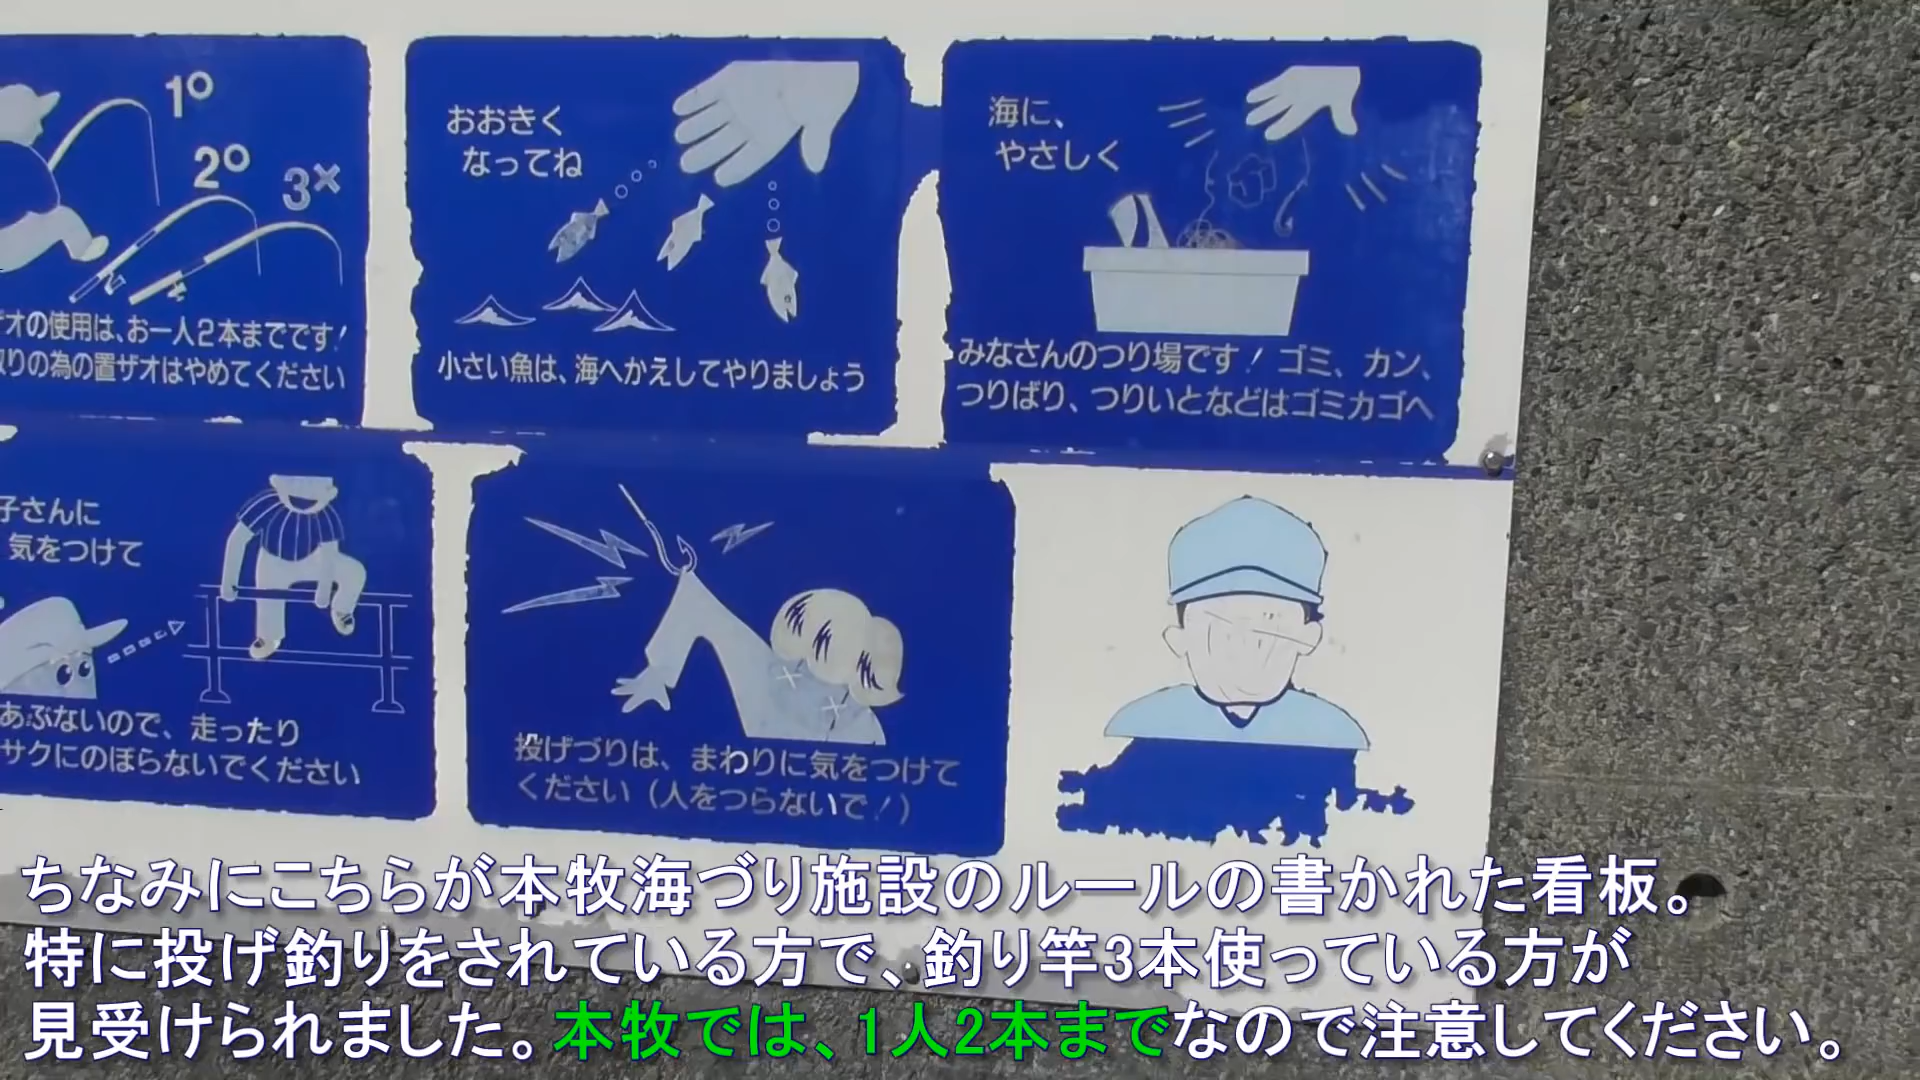 1○
2○
3×
ザオの使用は、お一人2本までです!
取りの為の置ザオはやめてください
おおきく
なってね
小さい魚は、海へかえしてやりましょう
海に、
やさしく
みなさんのつり場です! ゴミ、カン、
つりばり、つりいとなどはゴミカゴへ
子さんに
気をつけて
あぶないので、走ったり
サクにのぼらないでください
投げづりは、まわりに気をつけて
ください (人をつらないで!)
ちなみにこちらが本牧海づり施設のルールの書かれた看板。
特に投げ釣りをされている方で、釣り竿3本使っている方が
見受けられました。本牧では、1人2本までなので注意してください。